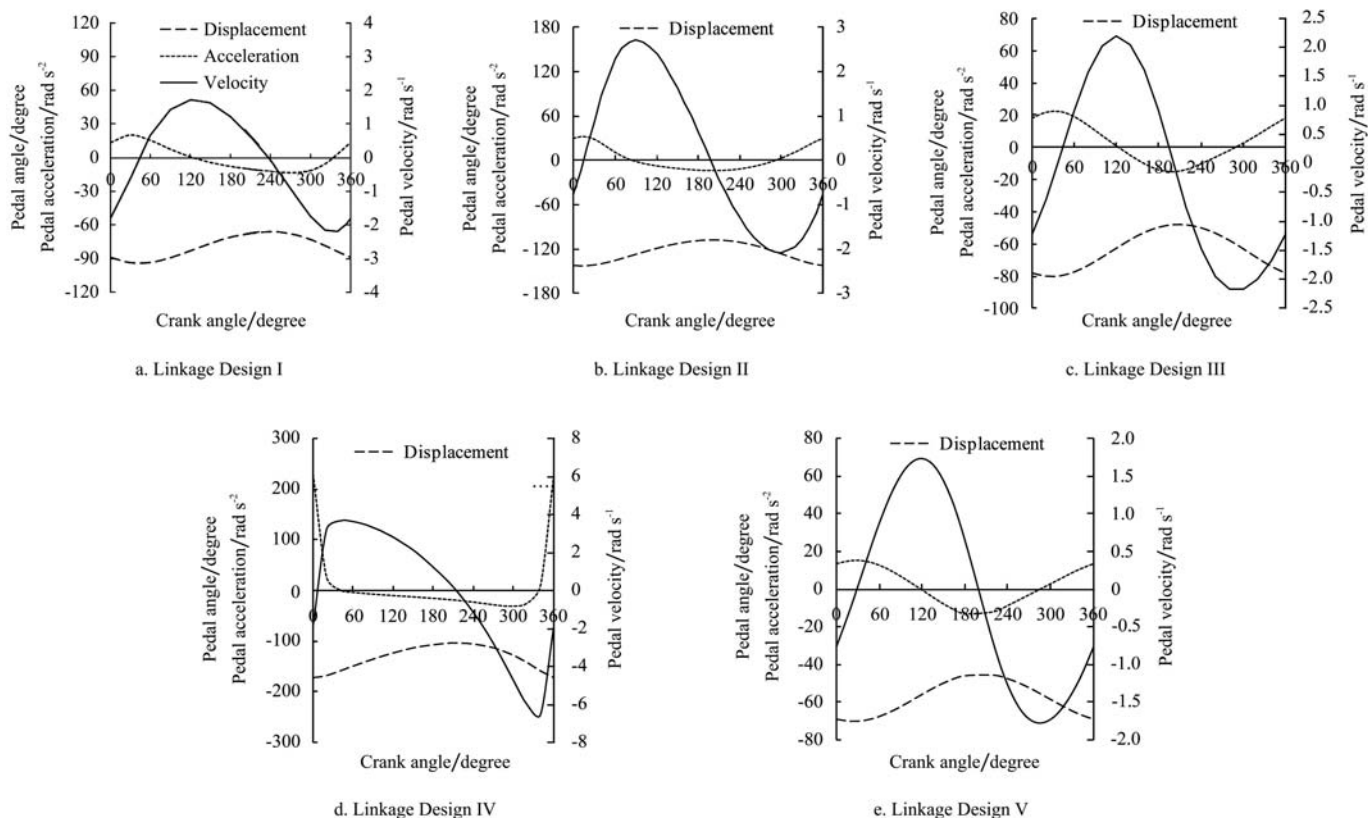 Displacement
Acceleration
Velocity
Pedal angle/degree
Pedal acceleration/rad s⁻²
120
90
60
30
0
-30
-60
-90
-120
4
3
2
1
0
-1
-2
-3
-4
Pedal velocity/rad s⁻¹
0 60 120 180 240 300 360
Crank angle/degree
a. Linkage Design I
Displacement
Pedal angle/degree
Pedal acceleration/rad s⁻²
180
120
60
0
-60
-120
-180
3
2
1
0
-1
-2
-3
Pedal velocity/rad s⁻¹
0 60 120 180 240 300 360
Crank angle/degree
b. Linkage Design II
Displacement
Pedal angle/degree
Pedal acceleration/rad s⁻²
80
60
40
20
0
-20
-40
-60
-80
-100
2.5
2.0
1.5
1.0
0.5
0
-0.5
-1.0
-1.5
-2.0
-2.5
Pedal velocity/rad s⁻¹
0 60 120 180 240 300 360
Crank angle/degree
c. Linkage Design III
Displacement
Pedal angle/degree
Pedal acceleration/rad s⁻²
300
200
100
0
-100
-200
-300
8
6
4
2
0
-2
-4
-6
-8
Pedal velocity/rad s⁻¹
0 60 120 180 240 300 360
Crank angle/degree
d. Linkage Design IV
Displacement
Pedal angle/degree
Pedal acceleration/rad s⁻²
80
60
40
20
0
-20
-40
-60
-80
2.0
1.5
1.0
0.5
0
-0.5
-1.0
-1.5
-2.0
Pedal velocity/rad s⁻¹
0 60 120 180 240 300 360
Crank angle/degree
e. Linkage Design V